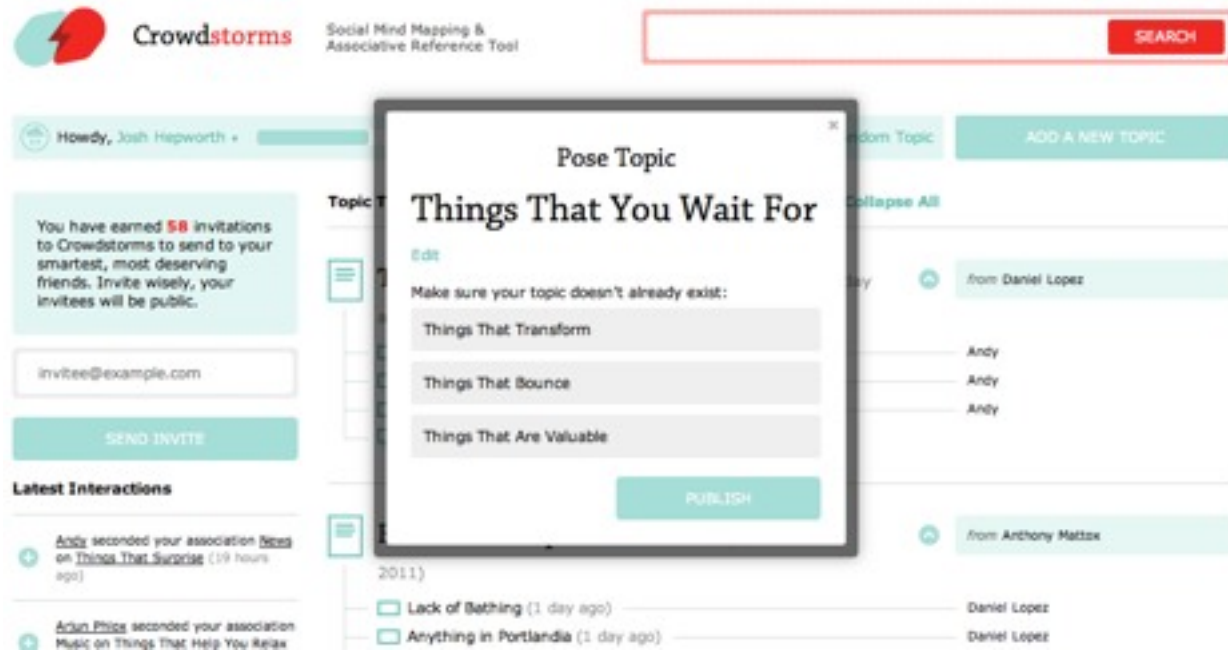 Crowdstorms
Social Mind Mapping &
Associative Reference Tool
SEARCH
Howdy, Josh Hepworth
Topic
ADD A NEW TOPIC
You have earned 58 invitations
to Crowdstorms to send to your
smartest, most deserving
friends. Invite wisely, your
invitees will be public.
invitee@example.com
SEND INVITE
Latest Interactions
Andy seconded your association News
on Things That Surprise (19 hours
ago)
Arjun Phlox seconded your association
Music on Things That Help You Relax
Topic
Collapse All
×
Pose Topic
Things That You Wait For
Edit
Make sure your topic doesn't already exist:
Things That Transform
Things That Bounce
Things That Are Valuable
PUBLISH
from Daniel Lopez
Andy
Andy
Andy
from Anthony Mattox
2011)
Lack of Bathing (1 day ago)
Daniel Lopez
Anything in Portlandia (1 day ago)
Daniel Lopez